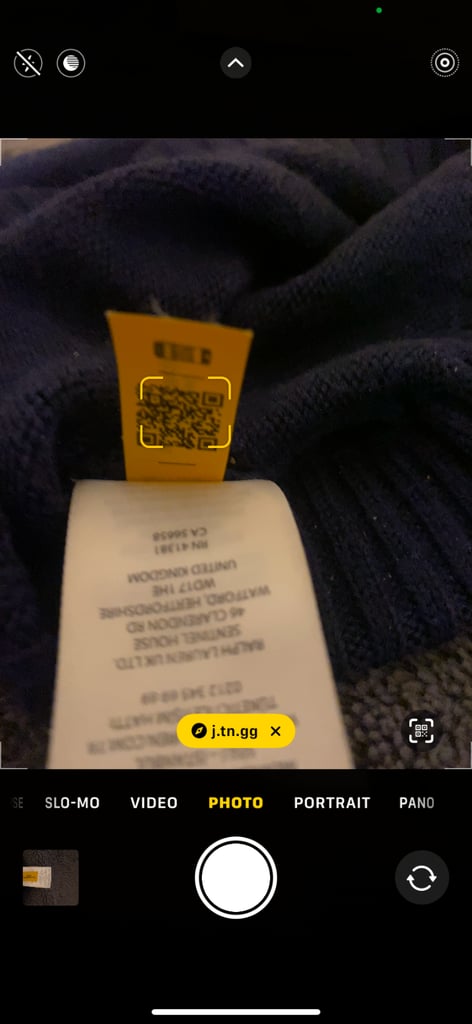 RALPH LAUREN UK LTD.
SENTINEL HOUSE
46 CLARENDON RD
WATFORD, HERTFORDSHIRE
WD17 1HE
UNITED KINGDOM
RN 41381
CA 56658
j.tn.gg
SLO-MO VIDEO PHOTO PORTRAIT PANO